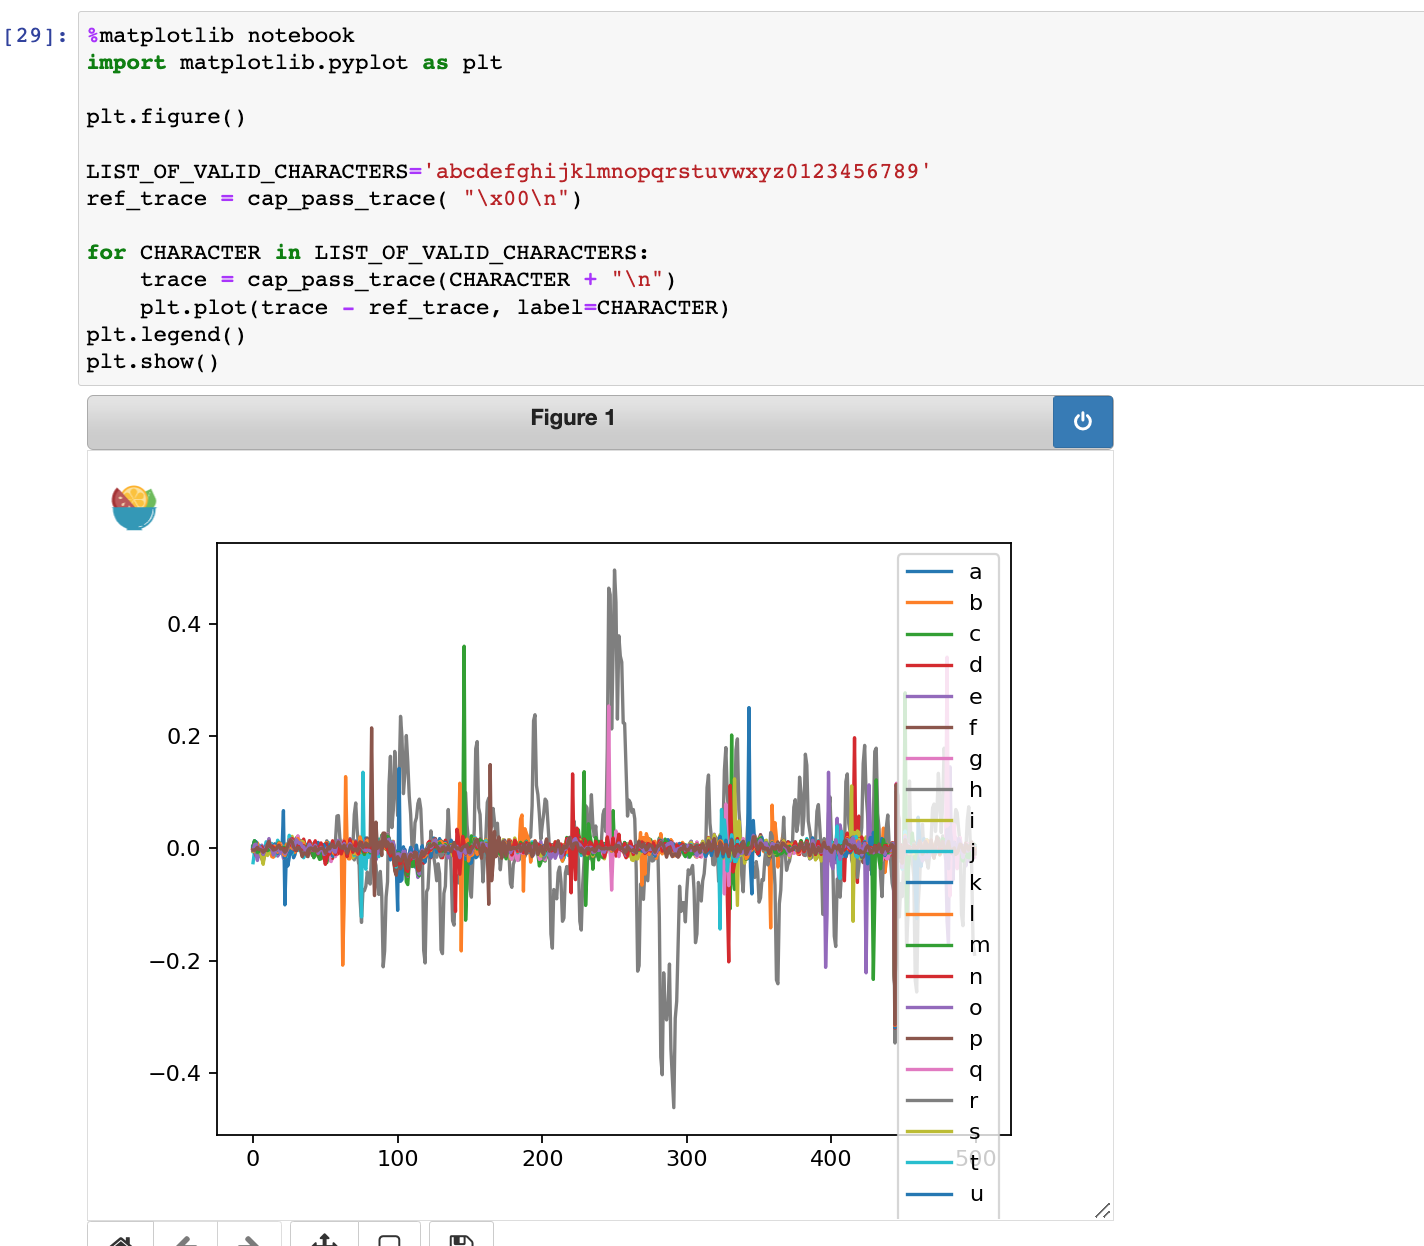 [29]:
%matplotlib notebook
import matplotlib.pyplot as plt
plt.figure()
LIST_OF_VALID_CHARACTERS='abcdefghijklmnopqrstuvwxyz0123456789'
ref_trace = cap_pass_trace( "\x00\n")
for CHARACTER in LIST_OF_VALID_CHARACTERS:
    trace = cap_pass_trace(CHARACTER + "\n")
    plt.plot(trace - ref_trace, label=CHARACTER)
plt.legend()
plt.show()
Figure 1
0.4
0.2
0.0
−0.2
−0.4
0 100 200 300 400 500
a
b
c
d
e
f
g
h
i
j
k
l
m
n
o
p
q
r
s
t
u